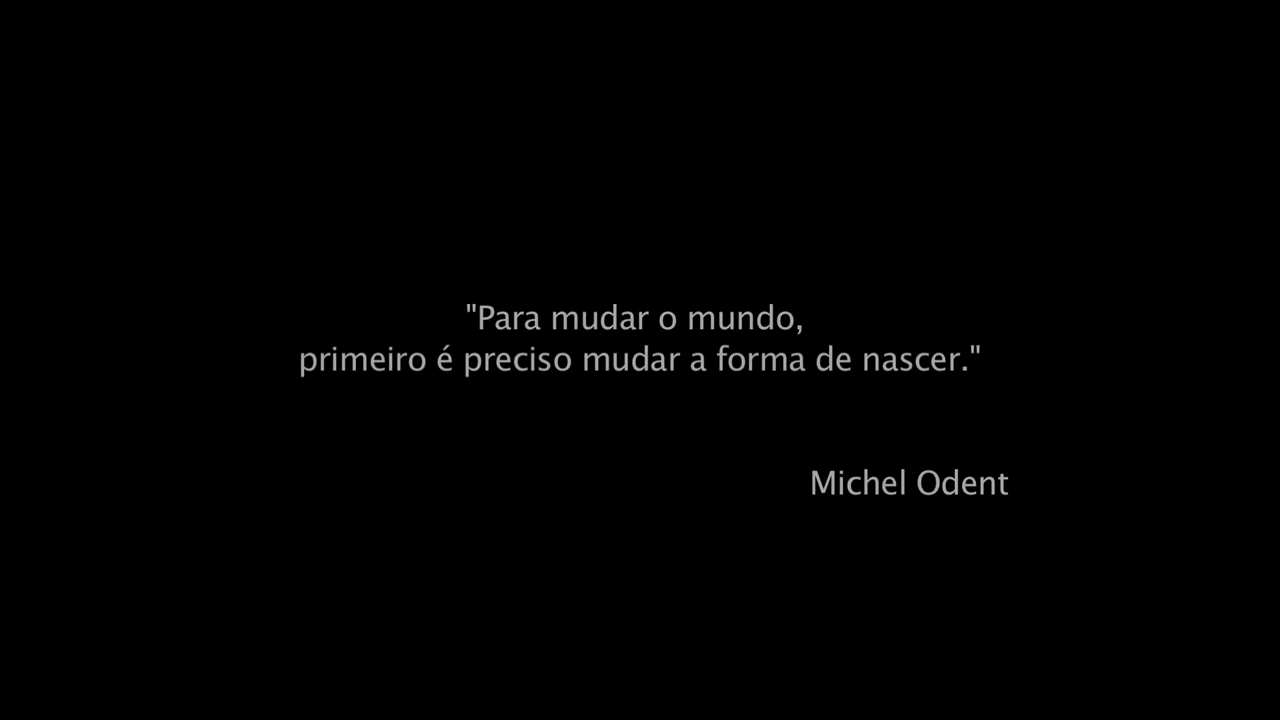 "Para mudar o mundo,
primeiro é preciso mudar a forma de nascer."
Michel Odent